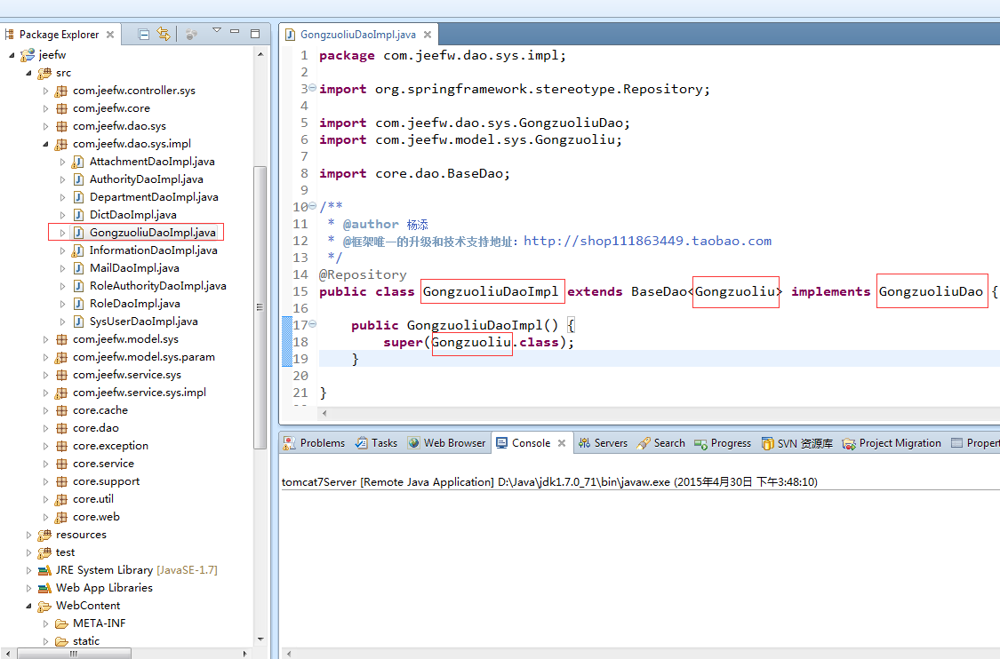 Package Explorer
jeefw
src
com.jeefw.controller.sys
com.jeefw.core
com.jeefw.dao.sys
com.jeefw.dao.sys.impl
AttachmentDaoImpl.java
AuthorityDaoImpl.java
DepartmentDaoImpl.java
DictDaoImpl.java
GongzuoliuDaoImpl.java
InformationDaoImpl.java
MailDaoImpl.java
RoleAuthorityDaoImpl.java
RoleDaoImpl.java
SysUserDaoImpl.java
com.jeefw.model.sys
com.jeefw.model.sys.param
com.jeefw.service.sys
com.jeefw.service.sys.impl
core.cache
core.dao
core.exception
core.service
core.support
core.util
core.web
resources
test
JRE System Library [JavaSE-1.7]
Web App Libraries
WebContent
META-INF
static
GongzuoliuDaoImpl.java
1 package com.jeefw.dao.sys.impl;
2
3 import org.springframework.stereotype.Repository;
4
5 import com.jeefw.dao.sys.GongzuoliuDao;
6 import com.jeefw.model.sys.Gongzuoliu;
7
8 import core.dao.BaseDao;
9
10 /**
11  * @author 杨添
12  * @框架唯一的升级和技术支持地址：http://shop111863449.taobao.com
13  */
14 @Repository
15 public class GongzuoliuDaoImpl extends BaseDao<Gongzuoliu> implements GongzuoliuDao {
16
17     public GongzuoliuDaoImpl() {
18         super(Gongzuoliu.class);
19     }
20
21 }
Problems Tasks Web Browser Console Servers Search Progress SVN 资源库 Project Migration Propert
tomcat7Server [Remote Java Application] D:\Java\jdk1.7.0_71\bin\javaw.exe (2015年4月30日 下午3:48:10)